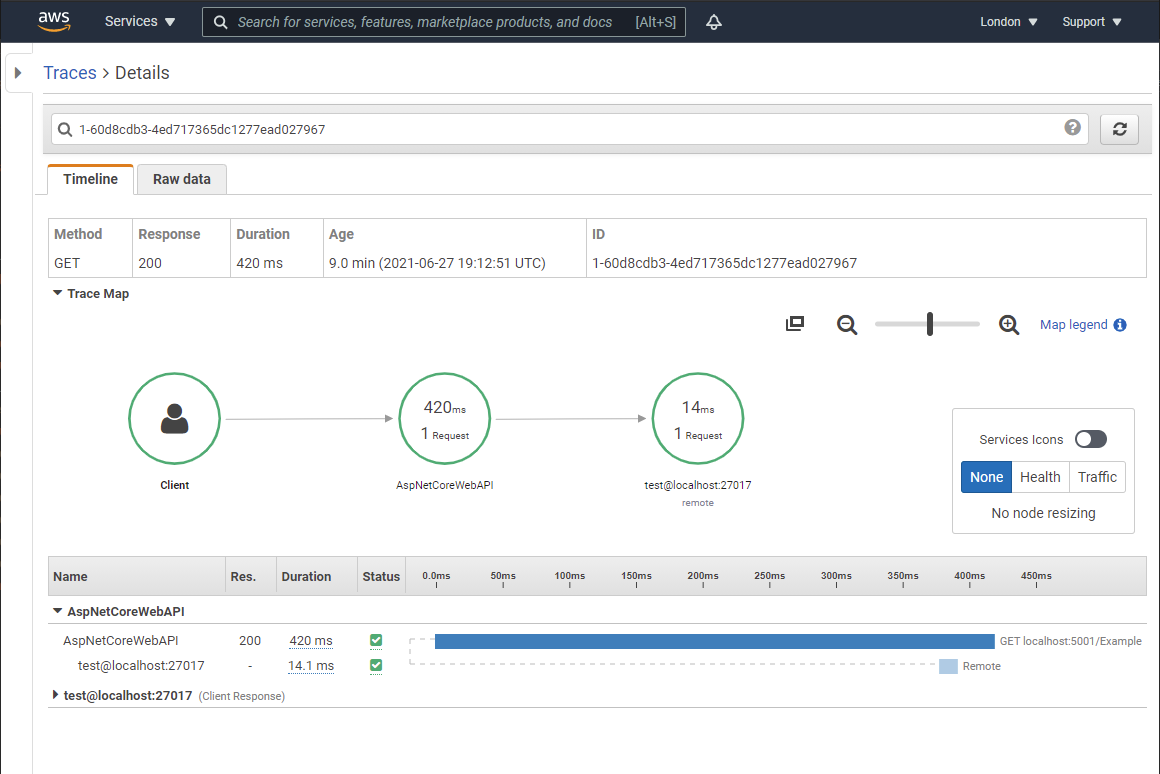 aws Services Search for services, features, marketplace products, and docs [Alt+S] London Support
Traces > Details
1-60d8cdb3-4ed717365dc1277ead027967
Timeline Raw data
Method Response Duration Age ID
GET 200 420 ms 9.0 min (2021-06-27 19:12:51 UTC) 1-60d8cdb3-4ed717365dc1277ead027967
Trace Map
Map legend
420ms 14ms
1 Request 1 Request
Services Icons
None Health Traffic
Client AspNetCoreWebAPI test@localhost:27017
remote
No node resizing
Name Res. Duration Status 0.0ms 50ms 100ms 150ms 200ms 250ms 300ms 350ms 400ms 450ms
AspNetCoreWebAPI
AspNetCoreWebAPI 200 420 ms GET localhost:5001/Example
test@localhost:27017 - 14.1 ms Remote
test@localhost:27017 (Client Response)